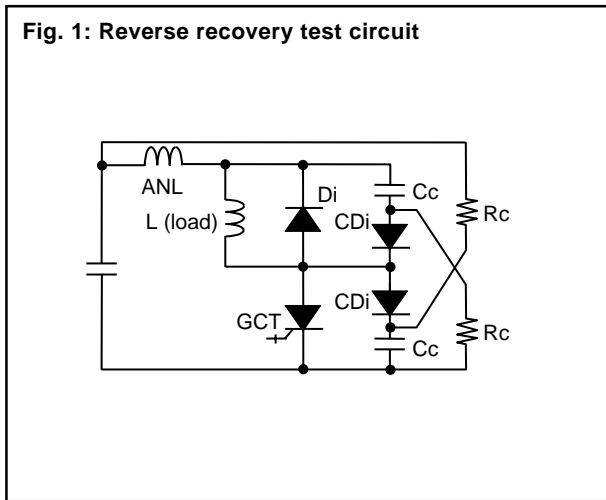 Fig. 1: Reverse recovery test circuit
ANL
Di
Cc
L (load)
CDi
Rc
CDi
GCT
Rc
Cc